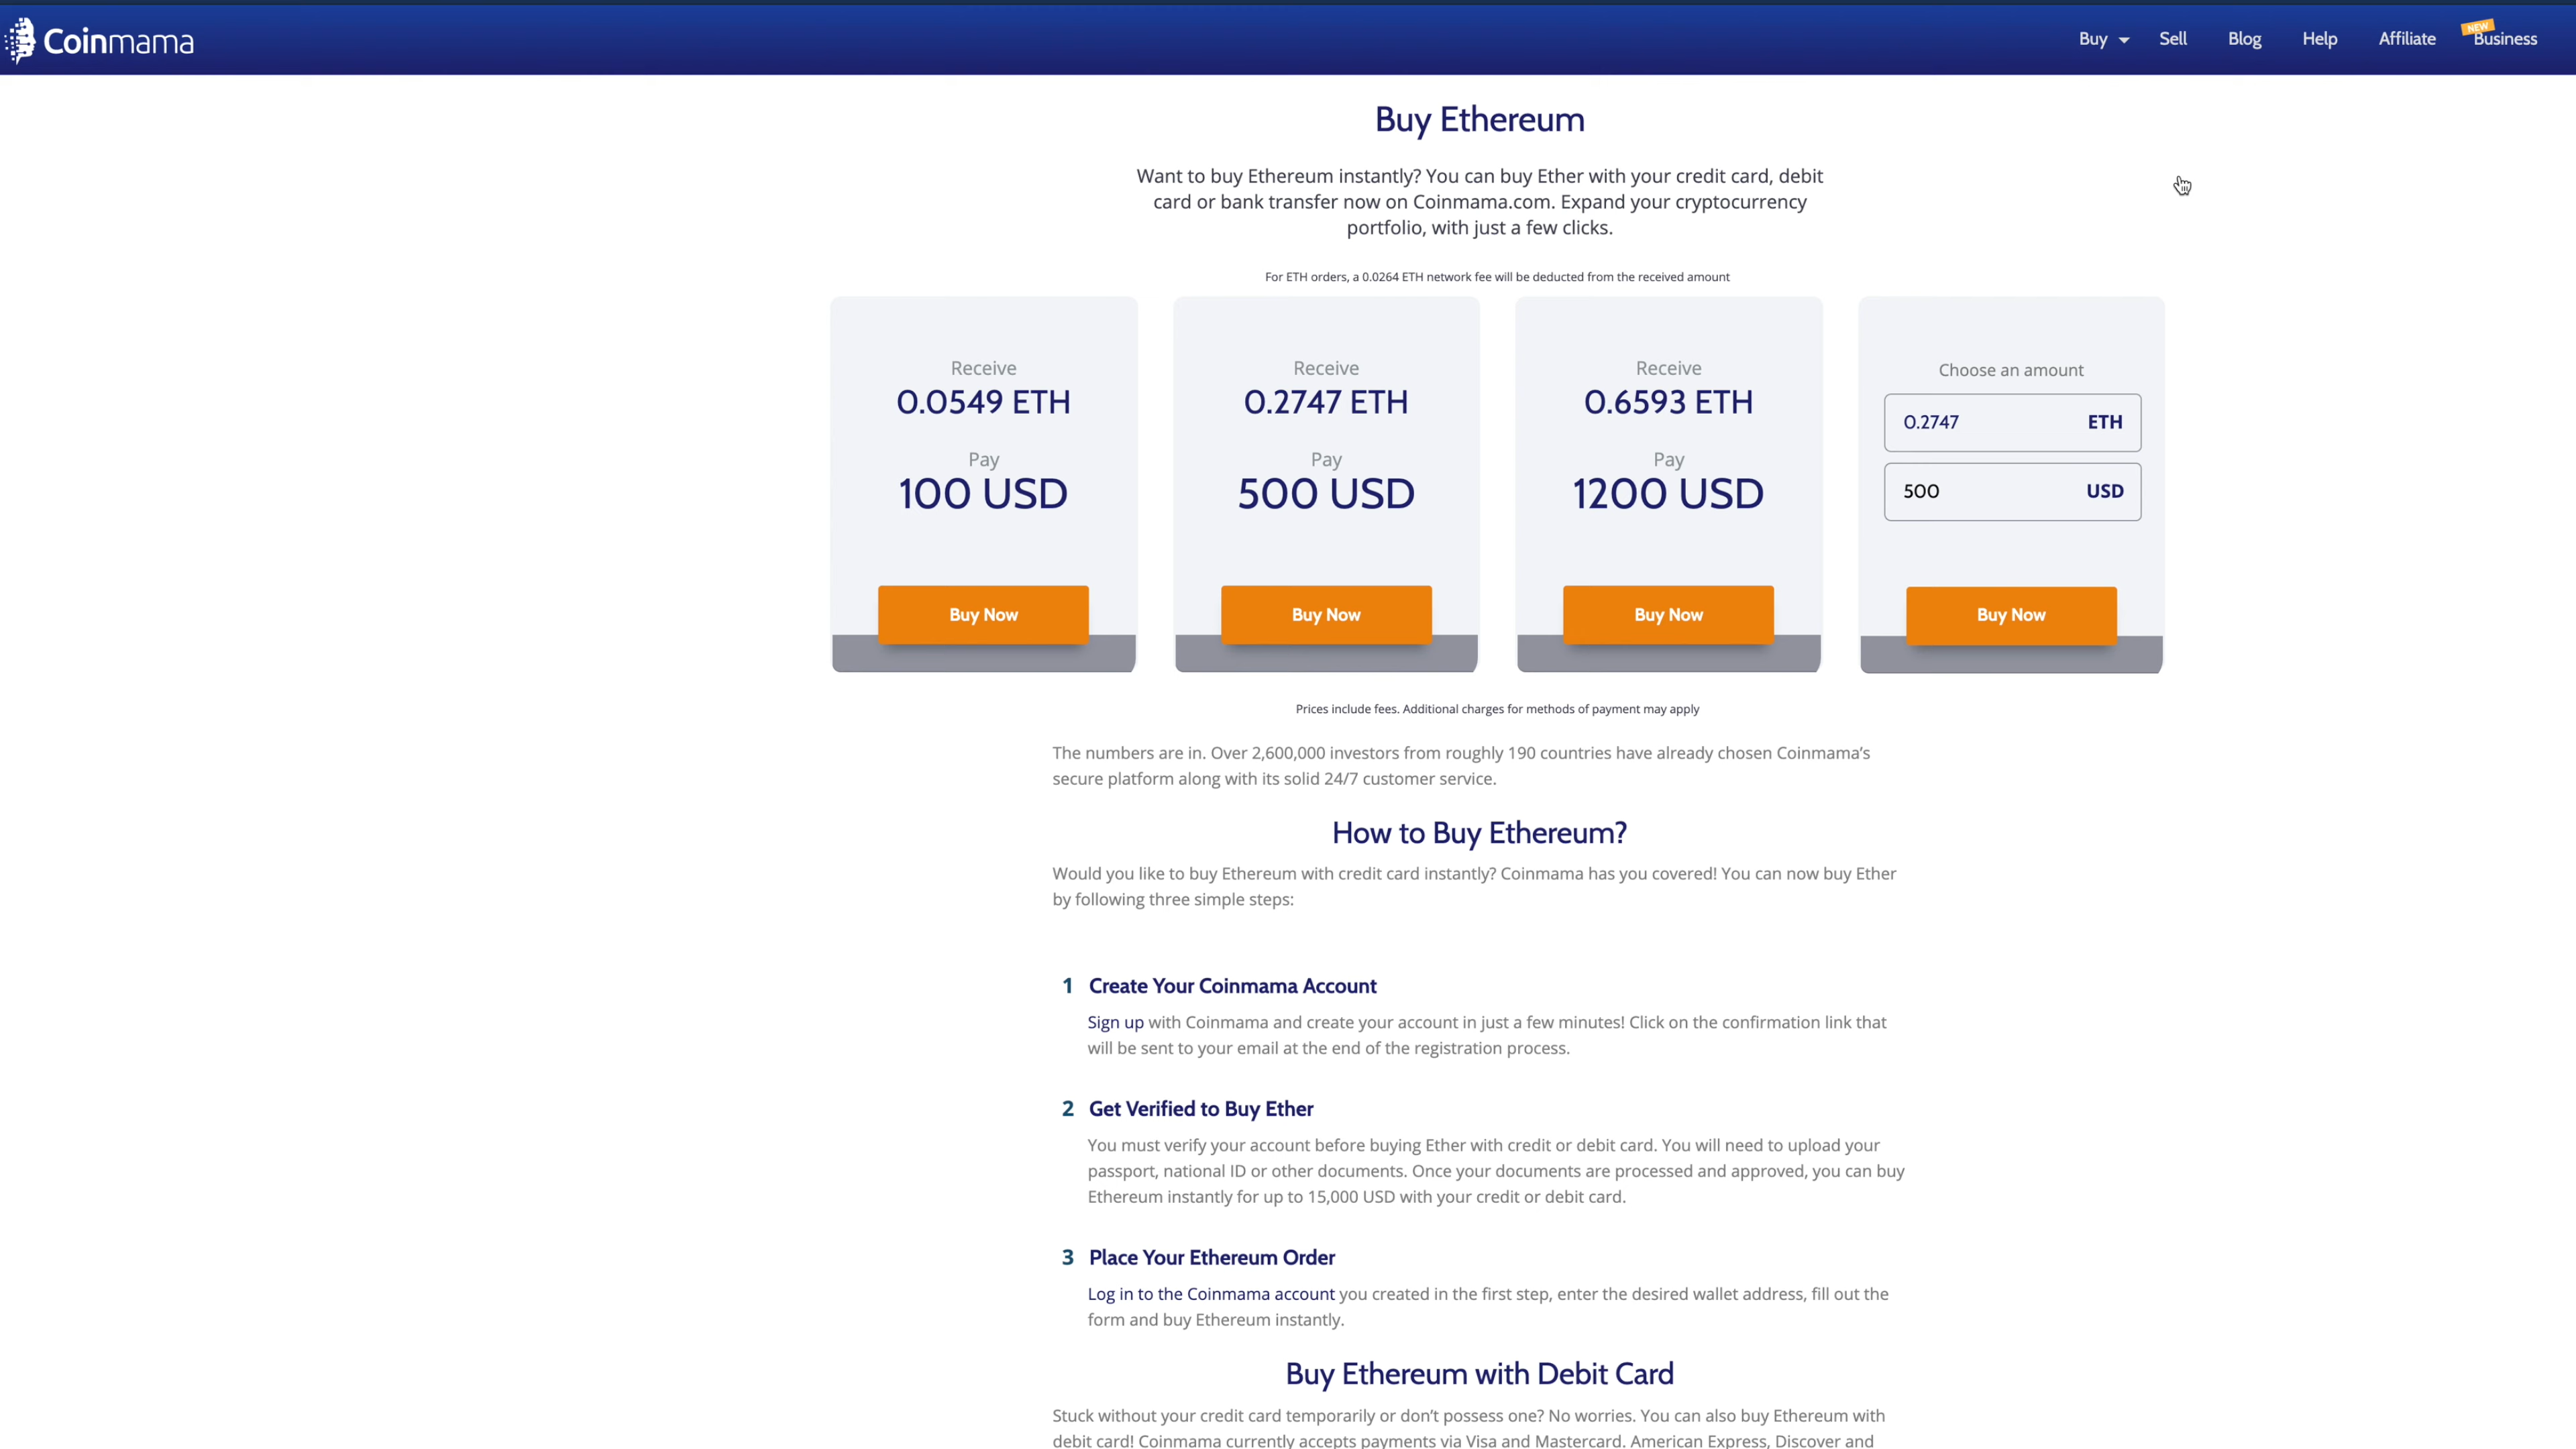 Coinmama
Buy Sell Blog Help Affiliate NEW Business
Buy Ethereum
Want to buy Ethereum instantly? You can buy Ether with your credit card, debit
card or bank transfer now on Coinmama.com. Expand your cryptocurrency
portfolio, with just a few clicks.
For ETH orders, a 0.0264 ETH network fee will be deducted from the received amount
Receive
0.0549 ETH
Pay
100 USD
Buy Now
Receive
0.2747 ETH
Pay
500 USD
Buy Now
Receive
0.6593 ETH
Pay
1200 USD
Buy Now
Choose an amount
0.2747 ETH
500 USD
Buy Now
Prices include fees. Additional charges for methods of payment may apply
The numbers are in. Over 2,600,000 investors from roughly 190 countries have already chosen Coinmama's
secure platform along with its solid 24/7 customer service.
How to Buy Ethereum?
Would you like to buy Ethereum with credit card instantly? Coinmama has you covered! You can now buy Ether
by following three simple steps:
1 Create Your Coinmama Account
Sign up with Coinmama and create your account in just a few minutes! Click on the confirmation link that
will be sent to your email at the end of the registration process.
2 Get Verified to Buy Ether
You must verify your account before buying Ether with credit or debit card. You will need to upload your
passport, national ID or other documents. Once your documents are processed and approved, you can buy
Ethereum instantly for up to 15,000 USD with your credit or debit card.
3 Place Your Ethereum Order
Log in to the Coinmama account you created in the first step, enter the desired wallet address, fill out the
form and buy Ethereum instantly.
Buy Ethereum with Debit Card
Stuck without your credit card temporarily or don't possess one? No worries. You can also buy Ethereum with
debit card! Coinmama currently accepts payments via Visa and Mastercard. American Express, Discover and